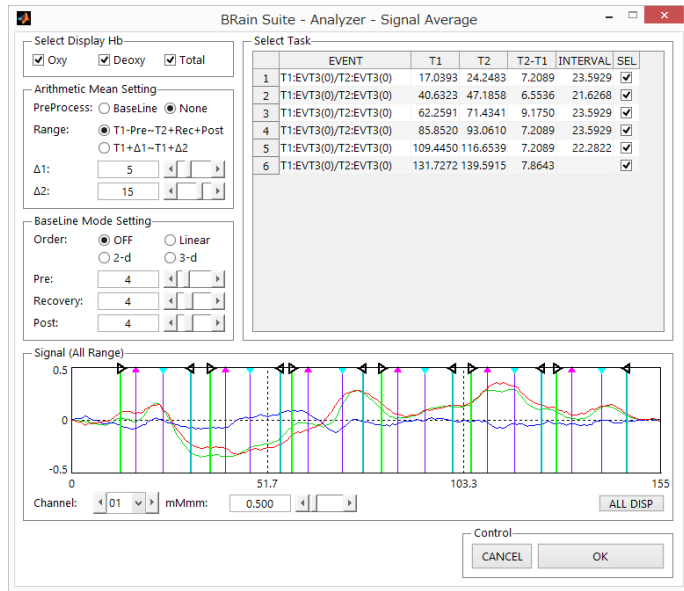 BRain Suite - Analyzer - Signal Average
Select Display Hb
Oxy Deoxy Total
Arithmetic Mean Setting
PreProcess: BaseLine None
Range: T1-Pre~T2+Rec+Post
T1+Δ1~T1+Δ2
Δ1: 5
Δ2: 15
BaseLine Mode Setting
Order: OFF Linear
2-d 3-d
Pre: 4
Recovery: 4
Post: 4
Select Task
EVENT T1 T2 T2-T1 INTERVAL SEL
1 T1:EVT3(0)/T2:EVT3(0) 17.0393 24.2483 7.2089 23.5929
2 T1:EVT3(0)/T2:EVT3(0) 40.6323 47.1858 6.5536 21.6268
3 T1:EVT3(0)/T2:EVT3(0) 62.2591 71.4341 9.1750 23.5929
4 T1:EVT3(0)/T2:EVT3(0) 85.8520 93.0610 7.2089 23.5929
5 T1:EVT3(0)/T2:EVT3(0) 109.4450 116.6539 7.2089 22.2822
6 T1:EVT3(0)/T2:EVT3(0) 131.7272 139.5915 7.8643
Signal (All Range)
0.5
0
-0.5
0 51.7 103.3 155
Channel: 01 mMmm: 0.500 ALL DISP
Control
CANCEL OK